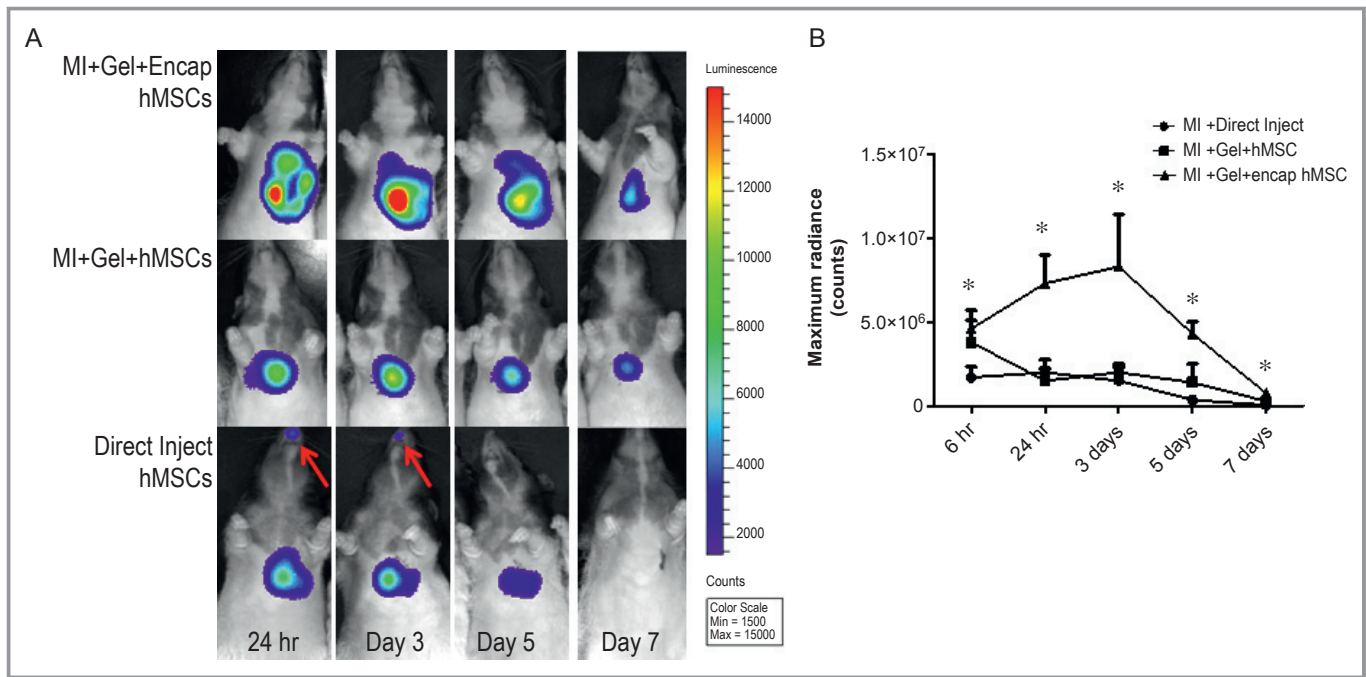 A
MI+Gel+Encap
hMSCs
MI+Gel+hMSCs
Direct Inject
hMSCs
24 hr
Day 3
Day 5
Day 7
Luminescence
14000
12000
10000
8000
6000
4000
2000
Counts
Color Scale
Min = 1500
Max = 15000
B
MI +Direct Inject
MI +Gel+hMSC
MI +Gel+encap hMSC
Maximum radiance
(counts)
1.5×10⁷
1.0×10⁷
5.0×10⁶
0
* * * * *
6 hr
24 hr
3 days
5 days
7 days